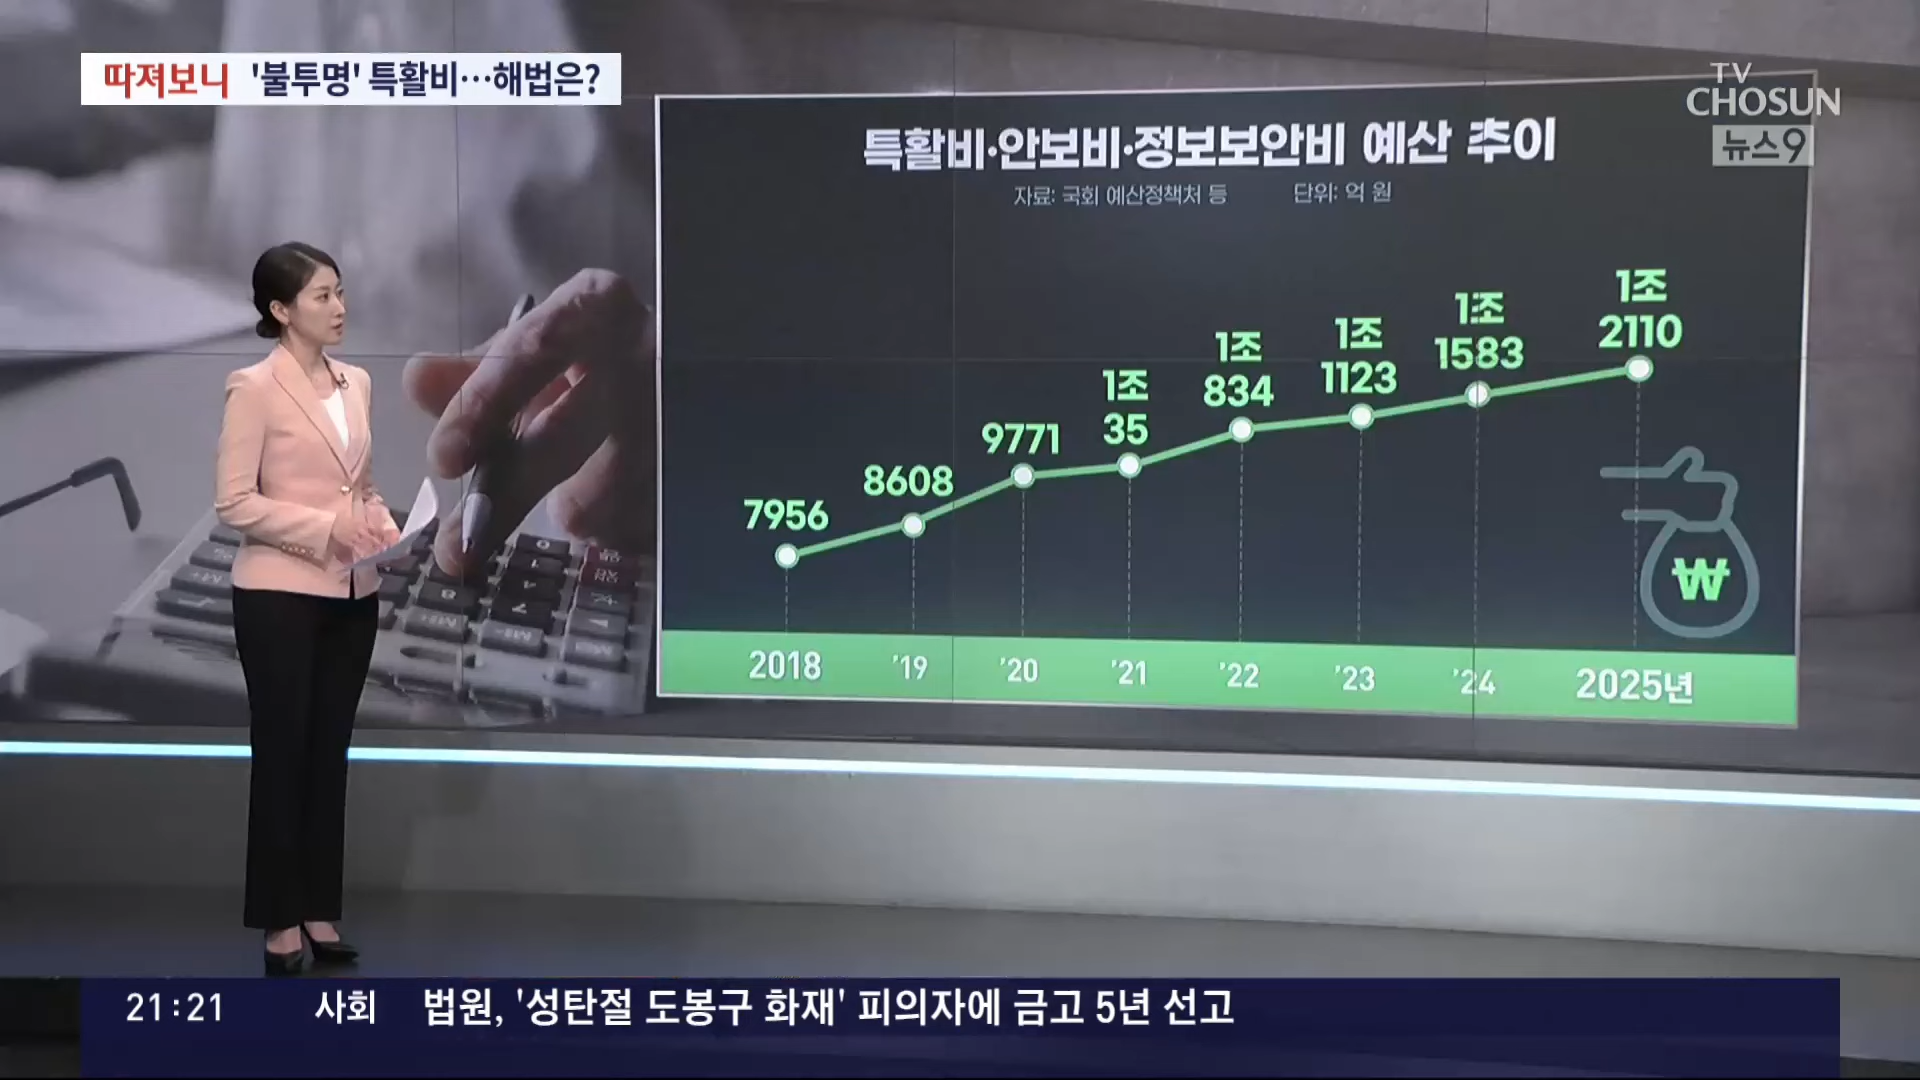 따져보니 '불투명' 특활비…해법은?
TV
CHOSUN
뉴스9
특활비·안보비·정보보안비 예산 추이
자료: 국회 예산정책처 등 단위: 억 원
7956
8608
9771
1조
35
1조
834
1조
1123
1조
1583
1조
2110
₩
2018 '19 '20 '21 '22 '23 '24 2025년
21:21 사회 법원, '성탄절 도봉구 화재' 피의자에 금고 5년 선고